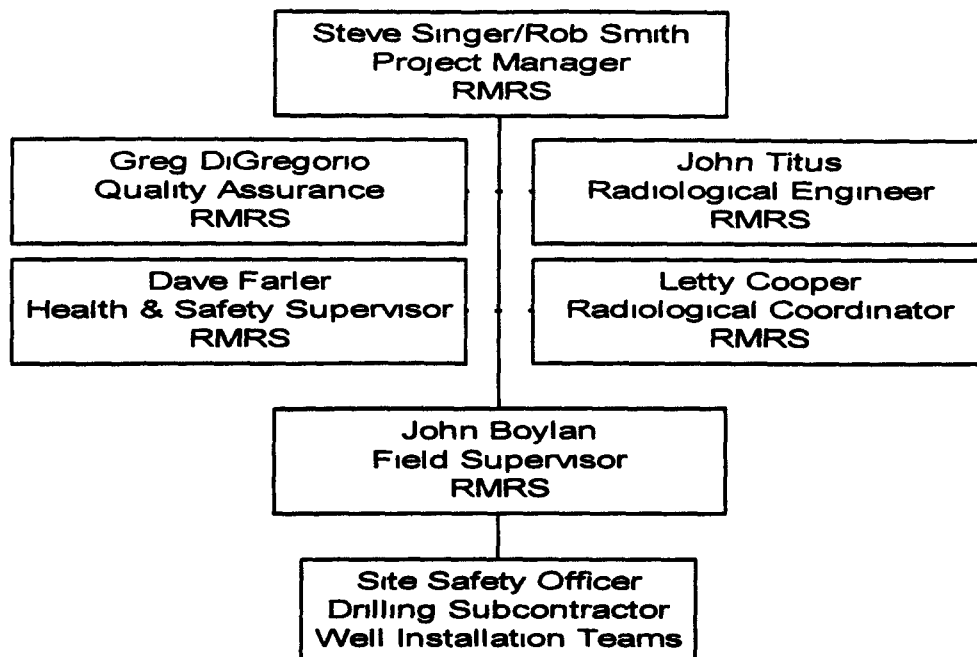 Steve Singer/Rob Smith
Project Manager
RMRS
Greg DiGregorio
Quality Assurance
RMRS
John Titus
Radiological Engineer
RMRS
Dave Farler
Health & Safety Supervisor
RMRS
Letty Cooper
Radiological Coordinator
RMRS
John Boylan
Field Supervisor
RMRS
Site Safety Officer
Drilling Subcontractor
Well Installation Teams